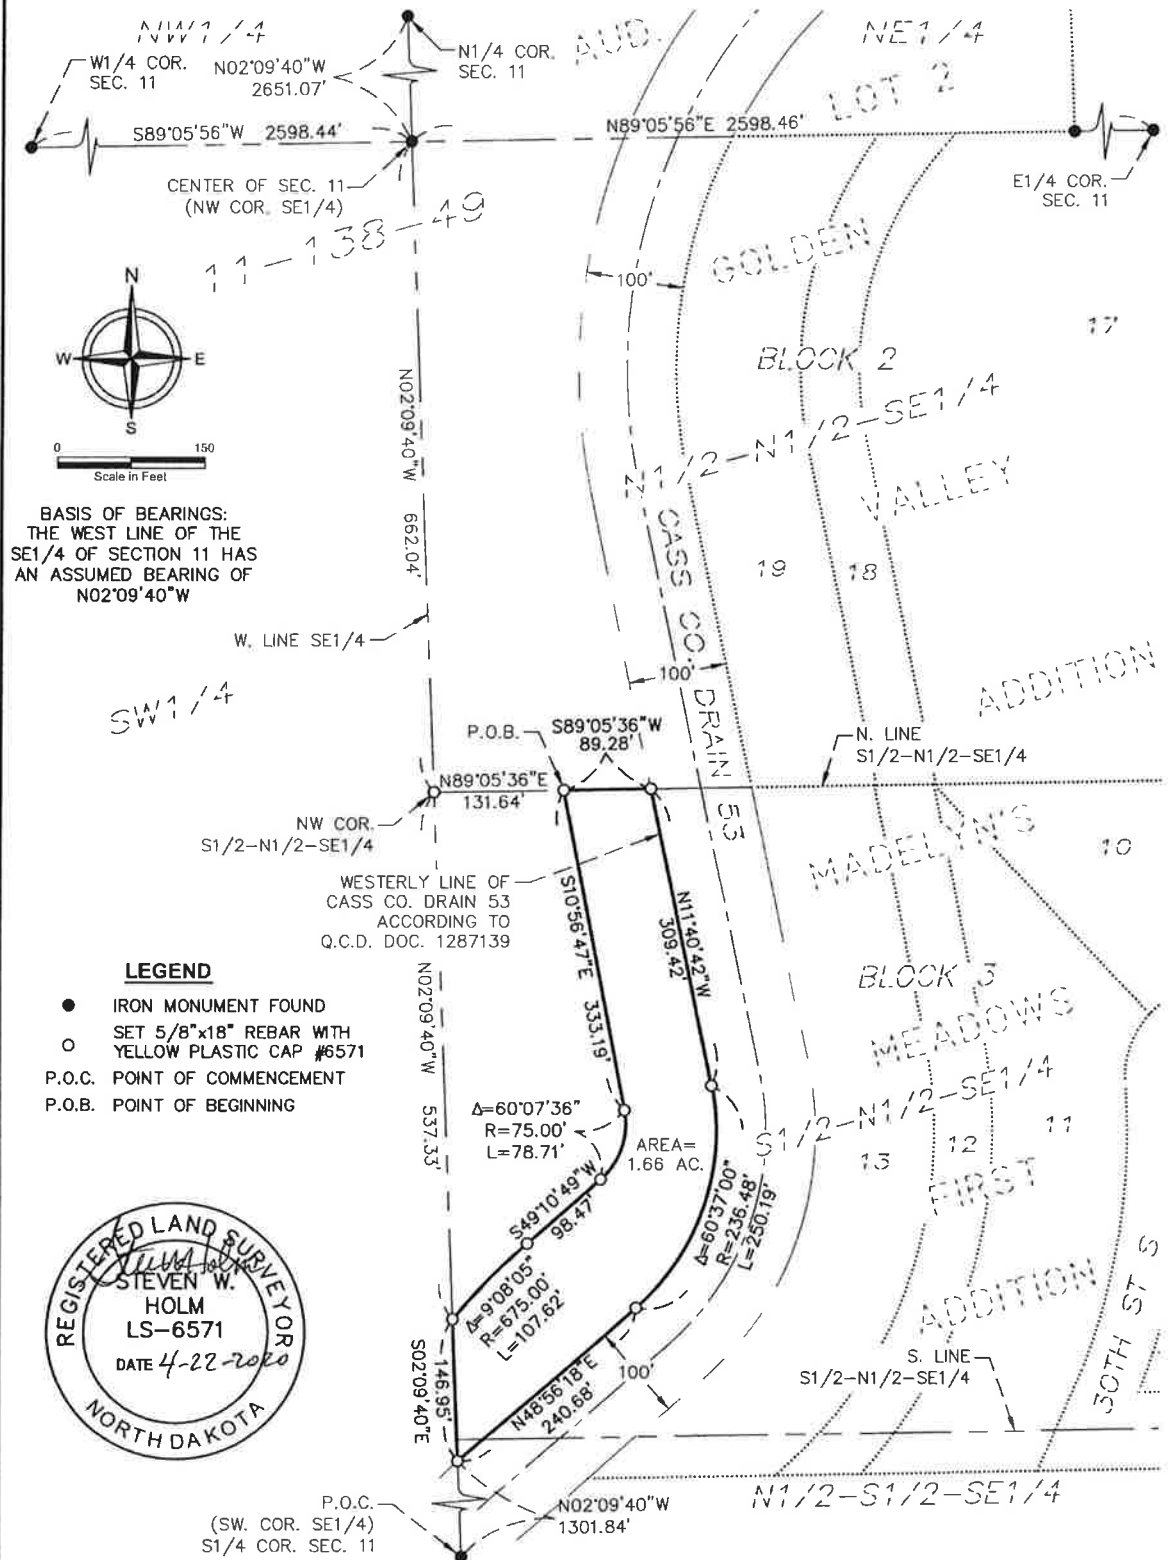 NW1/4
N1/4 COR.
SEC. 11
AUD.
NE1/4
W1/4 COR.
SEC. 11
N02°09'40"W
2651.07'
LOT 2
S89°05'56"W 2598.44'
N89°05'56"E 2598.46'
CENTER OF SEC. 11
(NW COR. SE1/4)
E1/4 COR.
SEC. 11
11-138-49
GOLDEN
100'
N
W
E
S
17
BLOCK 2
N02°09'40"W 662.04'
0 150
Scale in Feet
N1/2-N1/2-SE1/4
VALLEY
BASIS OF BEARINGS:
THE WEST LINE OF THE
SE1/4 OF SECTION 11 HAS
AN ASSUMED BEARING OF
N02°09'40"W
CASS CO. DRAIN 53
19
18
W. LINE SE1/4
100'
ADDITION
SW1/4
P.O.B.
S89°05'36"W
89.28'
N. LINE
S1/2-N1/2-SE1/4
N89°05'36"E
131.64'
NW COR.
S1/2-N1/2-SE1/4
MADELYN'S
10
WESTERLY LINE OF
CASS CO. DRAIN 53
ACCORDING TO
Q.C.D. DOC. 1287139
S10°56'47"E 333.19'
N11°40'42"W
309.42'
LEGEND
IRON MONUMENT FOUND
SET 5/8"x18" REBAR WITH
YELLOW PLASTIC CAP #6571
P.O.C. POINT OF COMMENCEMENT
P.O.B. POINT OF BEGINNING
N02°09'40"W 537.33'
BLOCK 3
MEADOWS
Δ=60°07'36"
R=75.00'
L=78.71'
AREA=
1.66 AC.
S1/2-N1/2-SE1/4
13
12
11
FIRST
S49°10'49"W
98.47'
Δ=60°37'00"
R=236.48'
L=250.19'
Δ=9°08'05"
R=675.00'
L=107.62'
ADDITION
30TH ST S
REGISTERED LAND SURVEYOR
Steven W. Holm
STEVEN W.
HOLM
LS-6571
DATE 4-22-2020
NORTH DAKOTA
146.95'
S02°09'40"E
N48°56'18"E
240.68'
100'
S. LINE
S1/2-N1/2-SE1/4
N1/2-S1/2-SE1/4
P.O.C.
(SW. COR. SE1/4)
S1/4 COR. SEC. 11
N02°09'40"W
1301.84'